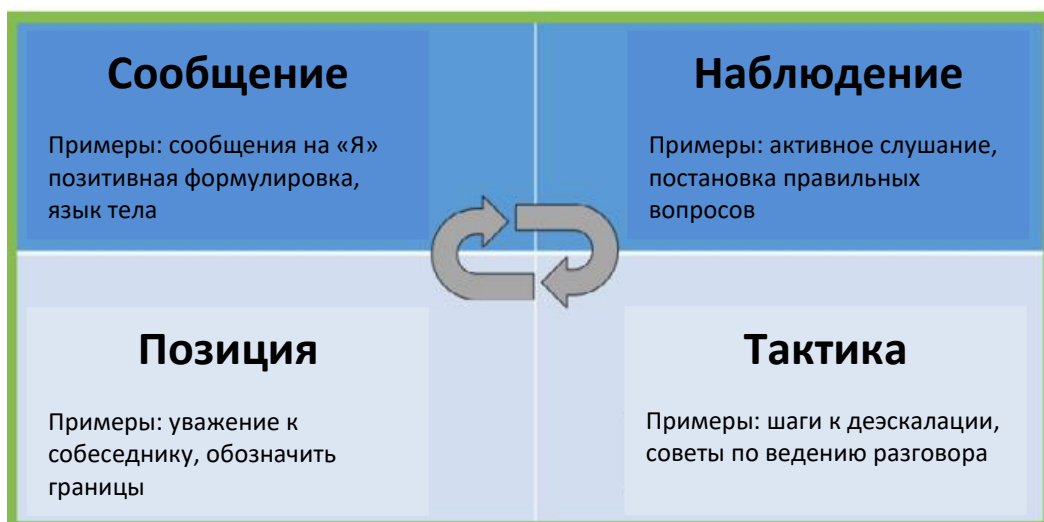 Сообщение
Примеры: сообщения на «Я»
позитивная формулировка,
язык тела
Наблюдение
Примеры: активное слушание,
постановка правильных
вопросов
Позиция
Примеры: уважение к
собеседнику, обозначить
границы
Тактика
Примеры: шаги к деэскалации,
советы по ведению разговора